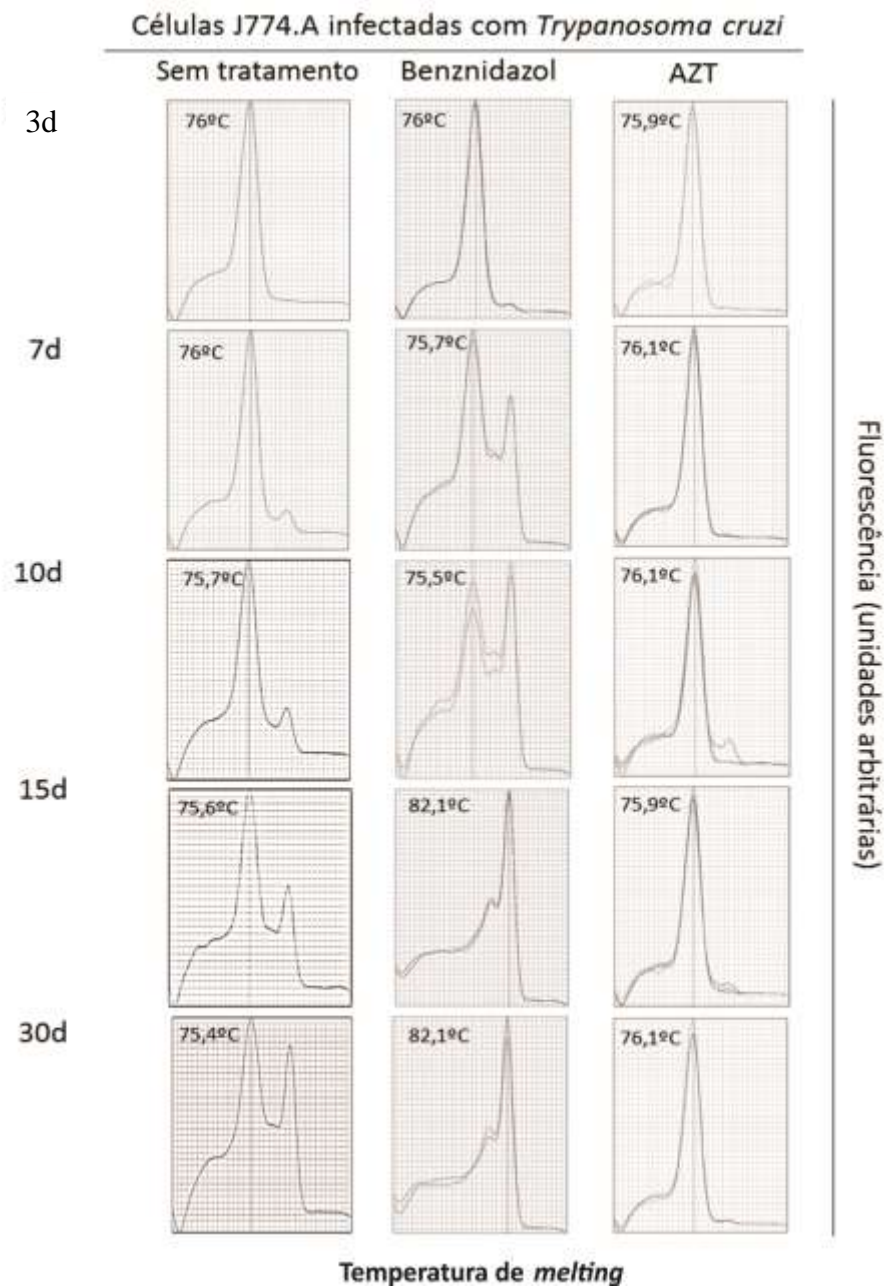 Células J774.A infectadas com Trypanosoma cruzi
Sem tratamento Benznidazol AZT
3d 76ºC 76ºC 75,9ºC
7d 76ºC 75,7ºC 76,1ºC
10d 75,7ºC 75,5ºC 76,1ºC
15d 75,6ºC 82,1ºC 75,9ºC
30d 75,4ºC 82,1ºC 76,1ºC
Fluorescência (unidades arbitrárias)
Temperatura de melting